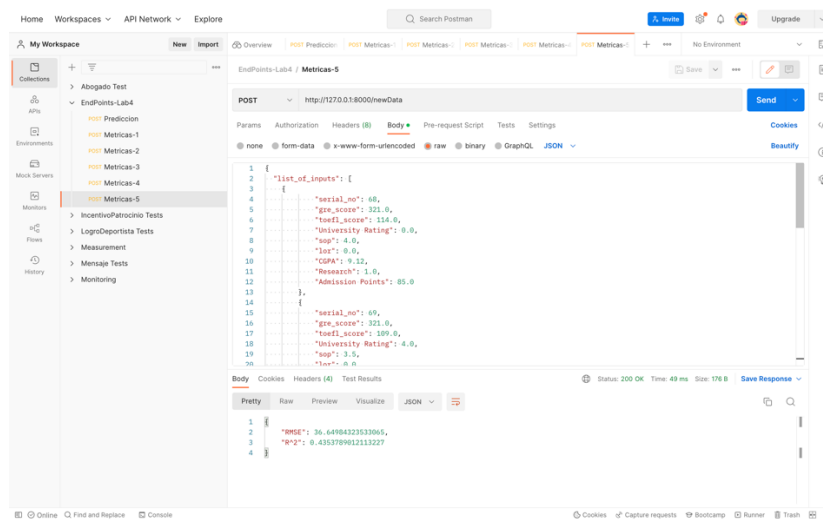 Home Workspaces API Network Explore Search Postman Invite Upgrade
My Workspace New Import Overview POST Prediccion POST Metricas-1 POST Metricas-2 POST Metricas-3 POST Metricas-4 POST Metricas-5 No Environment
Collections
APIs
Environments
Mock Servers
Monitors
Flows
History
Abogado Test
EndPoints-Lab4
POST Prediccion
POST Metricas-1
POST Metricas-2
POST Metricas-3
POST Metricas-4
POST Metricas-5
IncentivoPatrocinio Tests
LogroDeportista Tests
Measurement
Mensaje Tests
Monitoring
EndPoints-Lab4 / Metricas-5 Save
POST http://127.0.0.1:8000/newData Send
Params Authorization Headers (8) Body Pre-request Script Tests Settings Cookies
none form-data x-www-form-urlencoded raw binary GraphQL JSON Beautify
1 {
2 "list_of_inputs": [
3 {
4 "serial_no": 68,
5 "gre_score": 321.0,
6 "toefl_score": 114.0,
7 "University Rating": 0.0,
8 "sop": 4.0,
9 "lor": 0.0,
10 "CGPA": 9.12,
11 "Research": 1.0,
12 "Admission Points": 85.0
13 },
14 {
15 "serial_no": 69,
16 "gre_score": 321.0,
17 "toefl_score": 109.0,
18 "University Rating": 4.0,
19 "sop": 3.5,
20 "lor": 0.0
Body Cookies Headers (4) Test Results Status: 200 OK Time: 49 ms Size: 176 B Save Response
Pretty Raw Preview Visualize JSON
1 {
2 "RMSE": 36.64984323533065,
3 "R^2": 0.4353789012113227
4 }
Online Find and Replace Console Cookies Capture requests Bootcamp Runner Trash